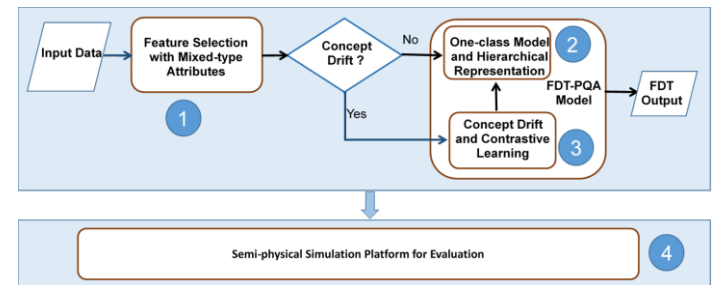 Input Data
Feature Selection
with Mixed-type
Attributes
1
Concept
Drift ?
No
Yes
One-class Model
and Hierarchical
Representation
2
FDT-PQA
Model
Concept Drift
and Contrastive
Learning
3
FDT
Output
Semi-physical Simulation Platform for Evaluation
4